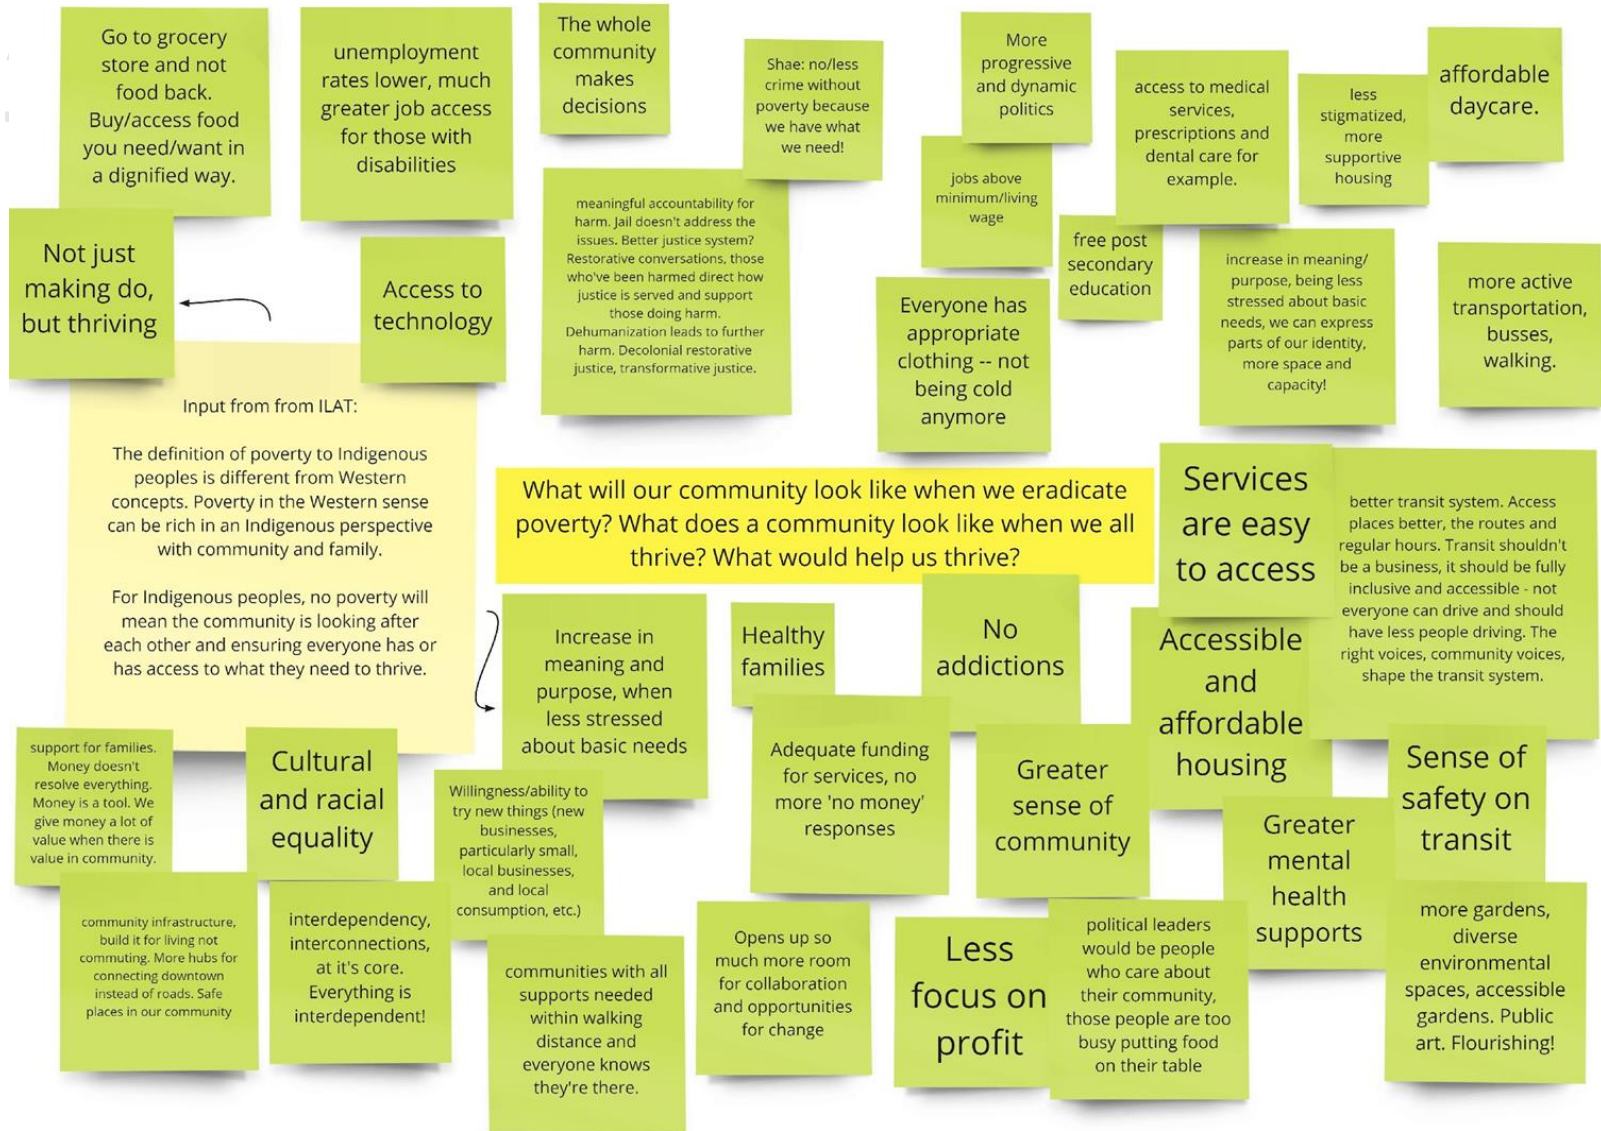 Go to grocery
store and not
food back.
Buy/access food
you need/want in
a dignified way.
unemployment
rates lower, much
greater job access
for those with
disabilities
The whole
community
makes
decisions
Shae: no/less
crime without
poverty because
we have what
we need!
More
progressive
and dynamic
politics
access to medical
services,
prescriptions and
dental care for
example.
less
stigmatized,
more
supportive
housing
affordable
daycare.
Not just
making do,
but thriving
Access to
technology
meaningful accountability for
harm. Jail doesn't address the
issues. Better justice system?
Restorative conversations, those
who've been harmed direct how
justice is served and support
those doing harm.
Dehumanization leads to further
harm. Decolonial restorative
justice, transformative justice.
jobs above
minimum/living
wage
free post
secondary
education
Everyone has
appropriate
clothing -- not
being cold
anymore
increase in meaning/
purpose, being less
stressed about basic
needs, we can express
parts of our identity,
more space and
capacity!
more active
transportation,
busses,
walking.
Input from from ILAT:
The definition of poverty to Indigenous
peoples is different from Western
concepts. Poverty in the Western sense
can be rich in an Indigenous perspective
with community and family.
For Indigenous peoples, no poverty will
mean the community is looking after
each other and ensuring everyone has or
has access to what they need to thrive.
What will our community look like when we eradicate
poverty? What does a community look like when we all
thrive? What would help us thrive?
Services
are easy
to access
better transit system. Access
places better, the routes and
regular hours. Transit shouldn't
be a business, it should be fully
inclusive and accessible - not
everyone can drive and should
have less people driving. The
right voices, community voices,
shape the transit system.
Increase in
meaning and
purpose, when
less stressed
about basic needs
Healthy
families
No
addictions
Accessible
and
affordable
housing
support for families.
Money doesn't
resolve everything.
Money is a tool. We
give money a lot of
value when there is
value in community.
Cultural
and racial
equality
Willingness/ability to
try new things (new
businesses,
particularly small,
local businesses,
and local
consumption, etc.)
Adequate funding
for services, no
more 'no money'
responses
Greater
sense of
community
Sense of
safety on
transit
Greater
mental
health
supports
community infrastructure,
build it for living not
commuting. More hubs for
connecting downtown
instead of roads. Safe
places in our community
interdependency,
interconnections,
at it's core.
Everything is
interdependent!
communities with all
supports needed
within walking
distance and
everyone knows
they're there.
Opens up so
much more room
for collaboration
and opportunities
for change
Less
focus on
profit
political leaders
would be people
who care about
their community,
those people are too
busy putting food
on their table
more gardens,
diverse
environmental
spaces, accessible
gardens. Public
art. Flourishing!